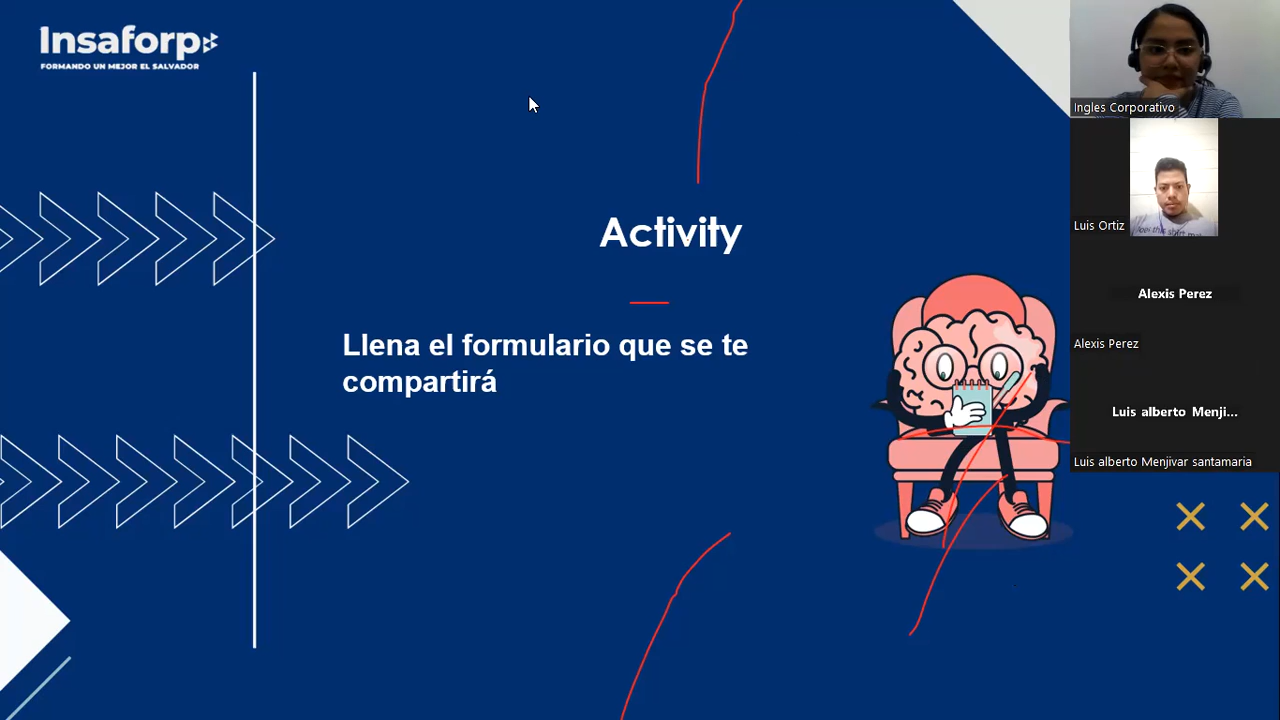 Insaforp
FORMANDO UN MEJOR EL SALVADOR
Activity
Llena el formulario que se te
compartirá
Ingles Corporativo
Luis Ortiz
Alexis Perez
Alexis Perez
Luis alberto Menji...
Luis alberto Menjivar santamaria